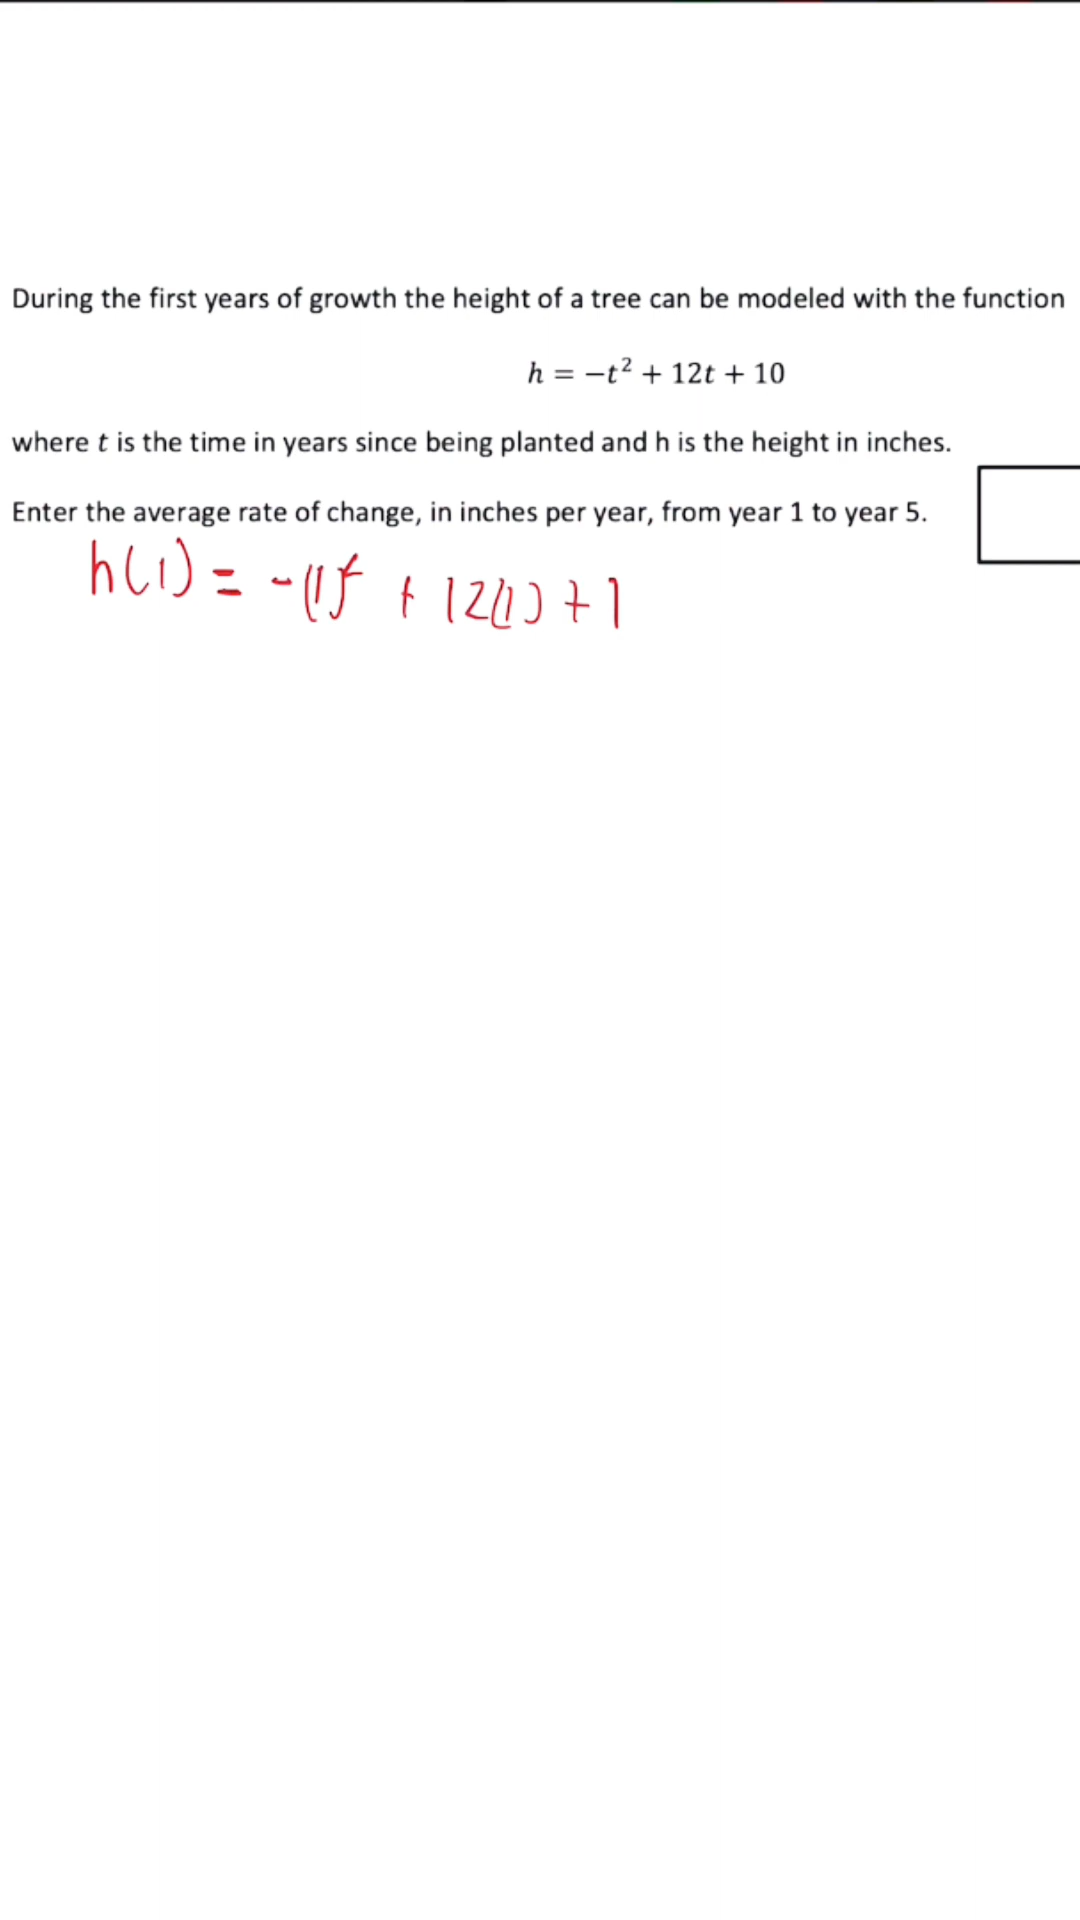 During the first years of growth the height of a tree can be modeled with the function
h = −t² + 12t + 10
where t is the time in years since being planted and h is the height in inches.
Enter the average rate of change, in inches per year, from year 1 to year 5.
h(1) = -(1)² + 12(1) + 1